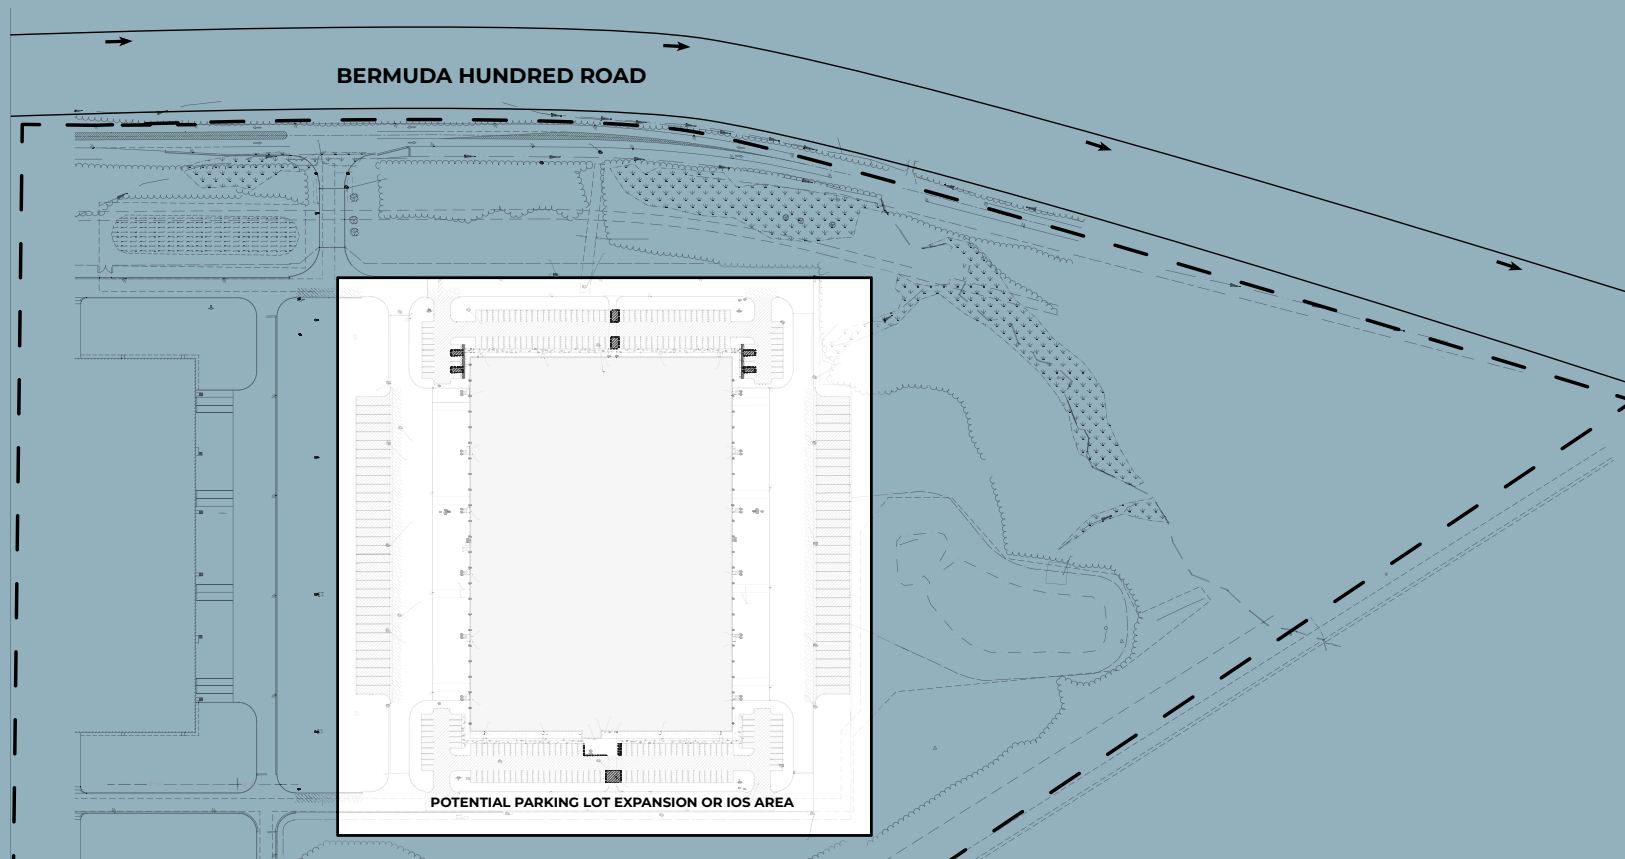 BERMUDA HUNDRED ROAD
POTENTIAL PARKING LOT EXPANSION OR IOS AREA